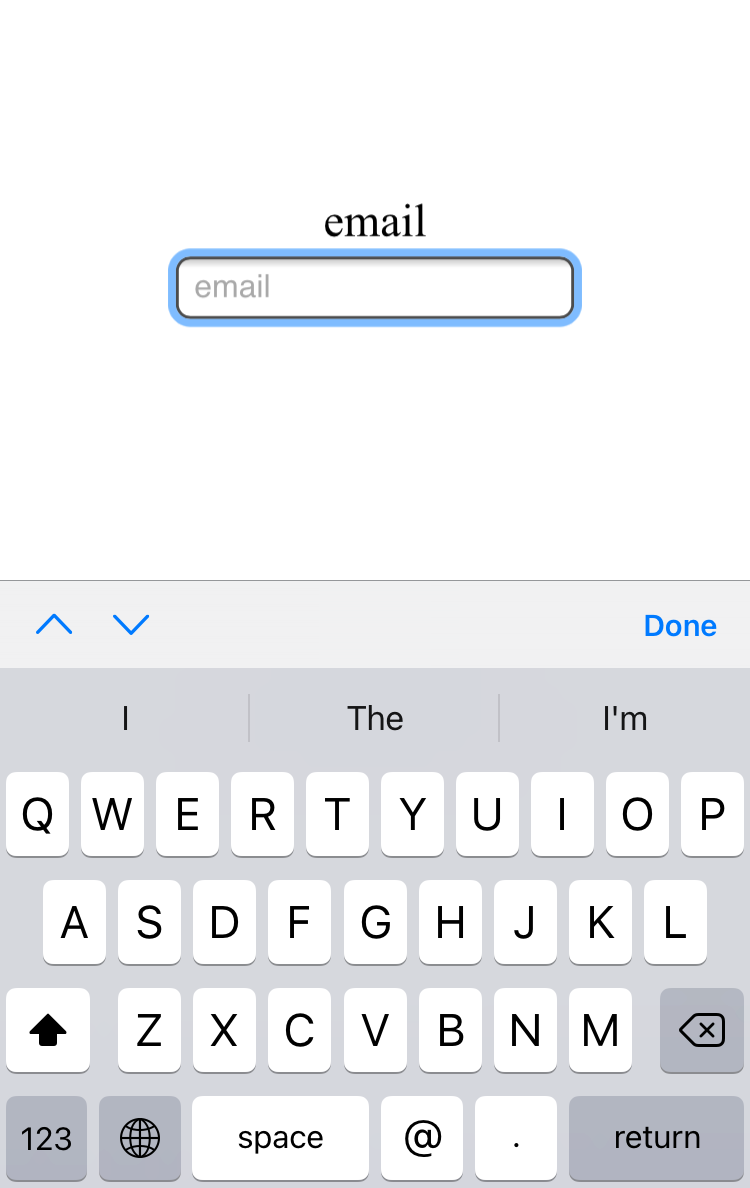 email
email
Done
I The I'm
Q W E R T Y U I O P
A S D F G H J K L
Z X C V B N M
123 space @ . return